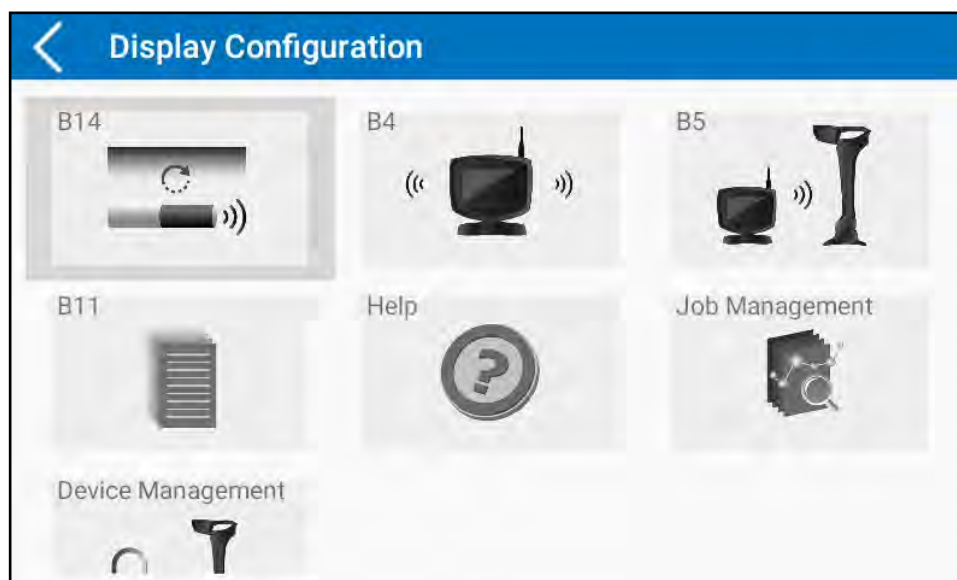 Display Configuration
B14
B4
B5
B11
Help
Job Management
Device Management